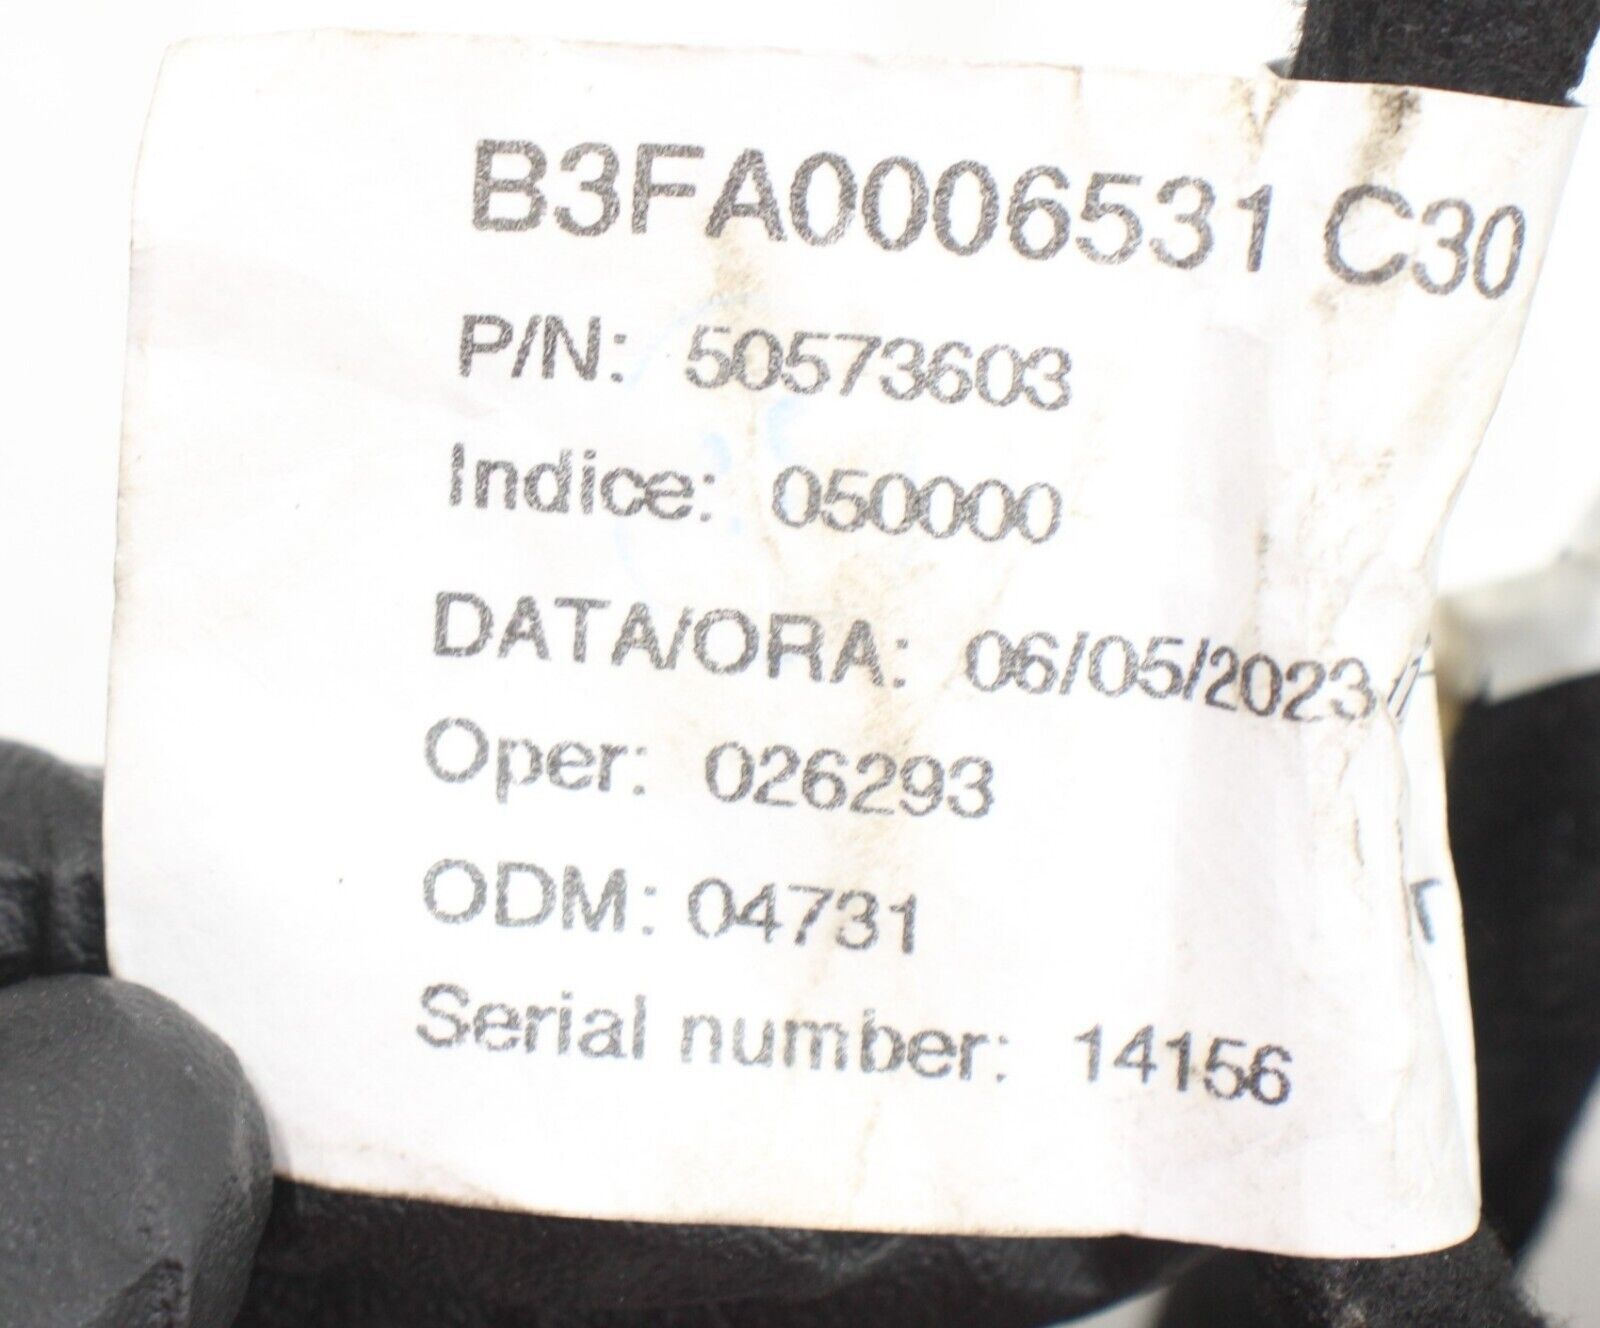 B3FA0006531 C30
P/N: 50573603
Indice: 050000
DATA/ORA: 06/05/2023
Oper: 026293
ODM: 04731
Serial number: 14156